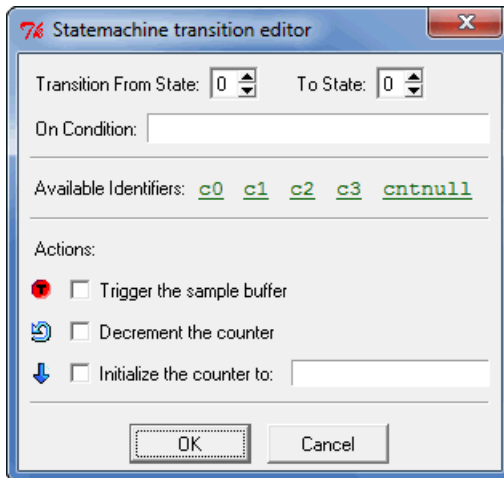 Statemachine transition editor
Transition From State: 0 To State: 0
On Condition:
Available Identifiers: c0 c1 c2 c3 cntnull
Actions:
T Trigger the sample buffer
Decrement the counter
Initialize the counter to:
OK Cancel